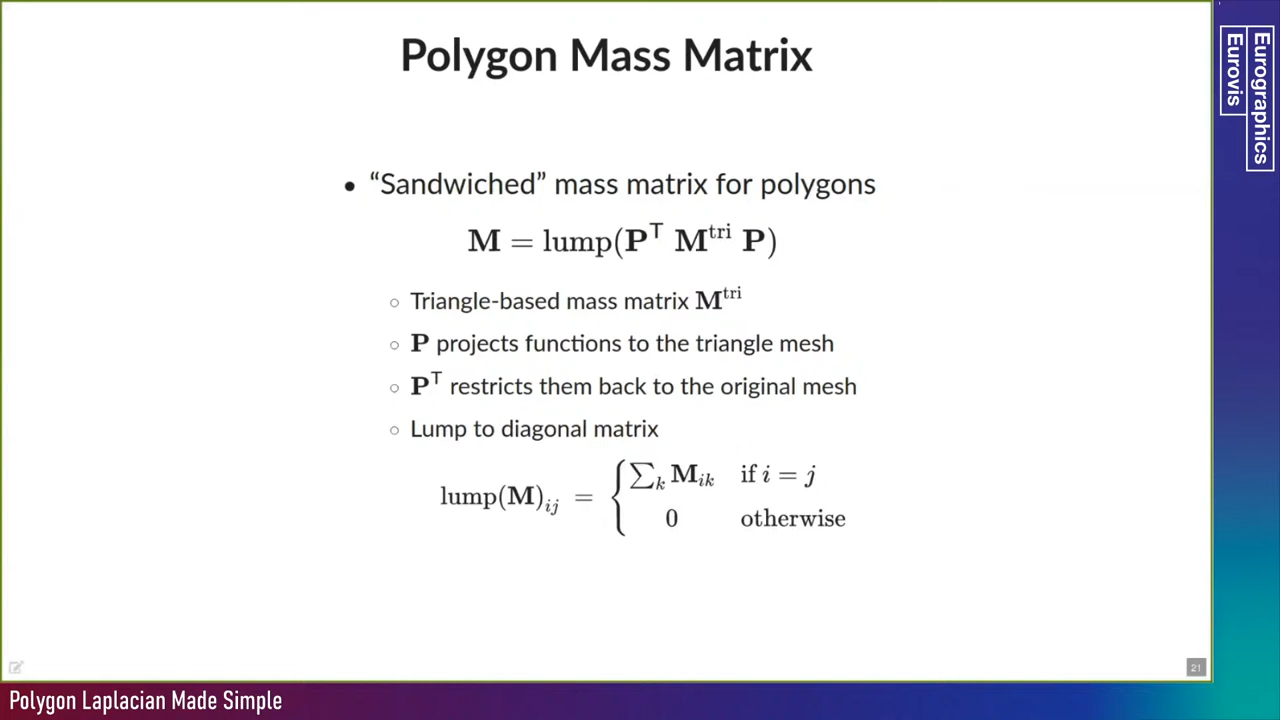 Polygon Mass Matrix
• “Sandwiched” mass matrix for polygons
M = lump(Pᵀ Mᵗʳⁱ P)
○ Triangle-based mass matrix Mᵗʳⁱ
○ P projects functions to the triangle mesh
○ Pᵀ restricts them back to the original mesh
○ Lump to diagonal matrix
lump(M)ᵢⱼ = { ∑ₖ Mᵢₖ if i = j
0 otherwise
21
Eurographics
Eurovis
Polygon Laplacian Made Simple